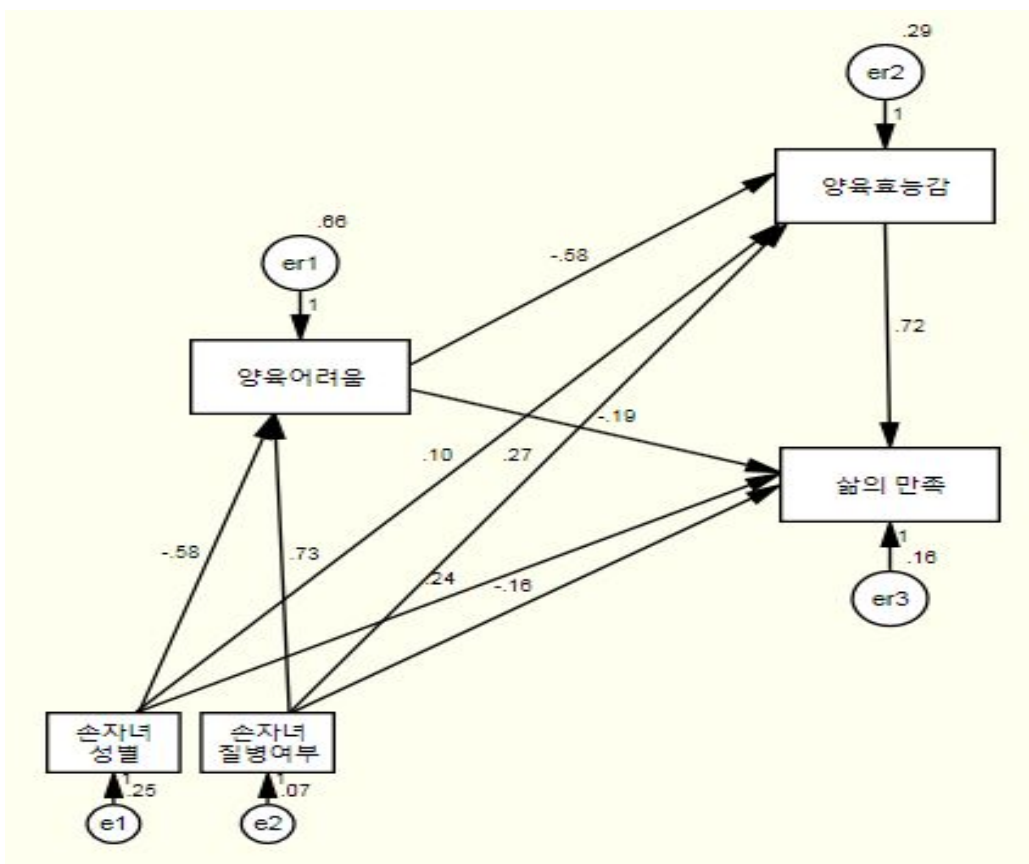 .29
er2
1
양육효능감
.66
er1
1
-.58
양육어려움
.72
-.19
.10
.27
삶의 만족
1
.16
-.58
.73
.24
-.16
er3
손자녀
성별
손자녀
질병여부
1
.25
1
.07
e1
e2